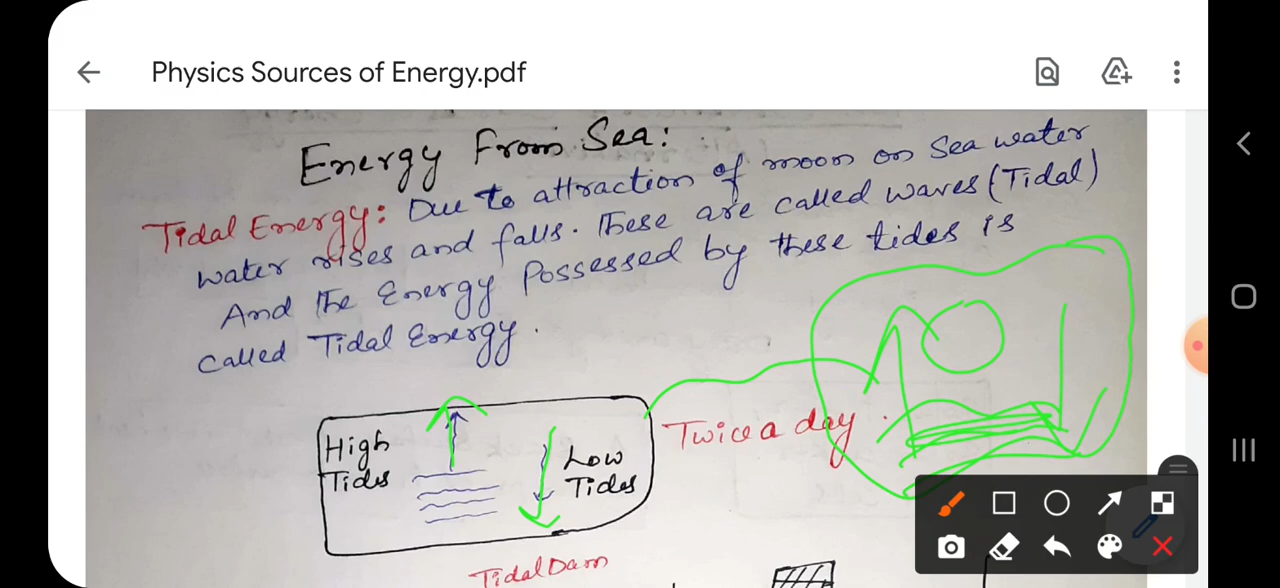 Physics Sources of Energy.pdf
Energy From Sea:
Tidal Energy: Due to attraction of moon on Sea water
water rises and falls. These are called waves (Tidal)
And the Energy Possessed by these tides is
called Tidal Energy.
High
Tides
Low
Tides
Twice a day.
Tidal Dam